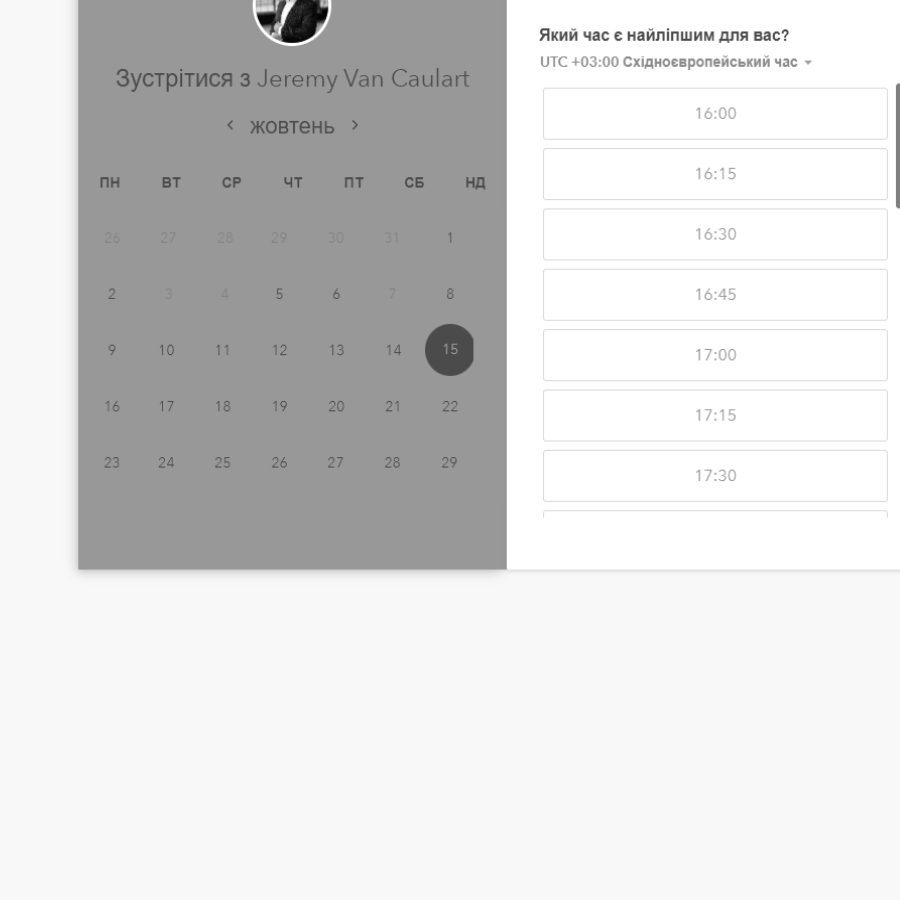 Зустрітися з Jeremy Van Caulart
жовтень
ПН ВТ СР ЧТ ПТ СБ НД
26 27 28 29 30 31 1
2 3 4 5 6 7 8
9 10 11 12 13 14 15
16 17 18 19 20 21 22
23 24 25 26 27 28 29
Який час є найліпшим для вас?
UTC +03:00 Східноєвропейський час
16:00
16:15
16:30
16:45
17:00
17:15
17:30